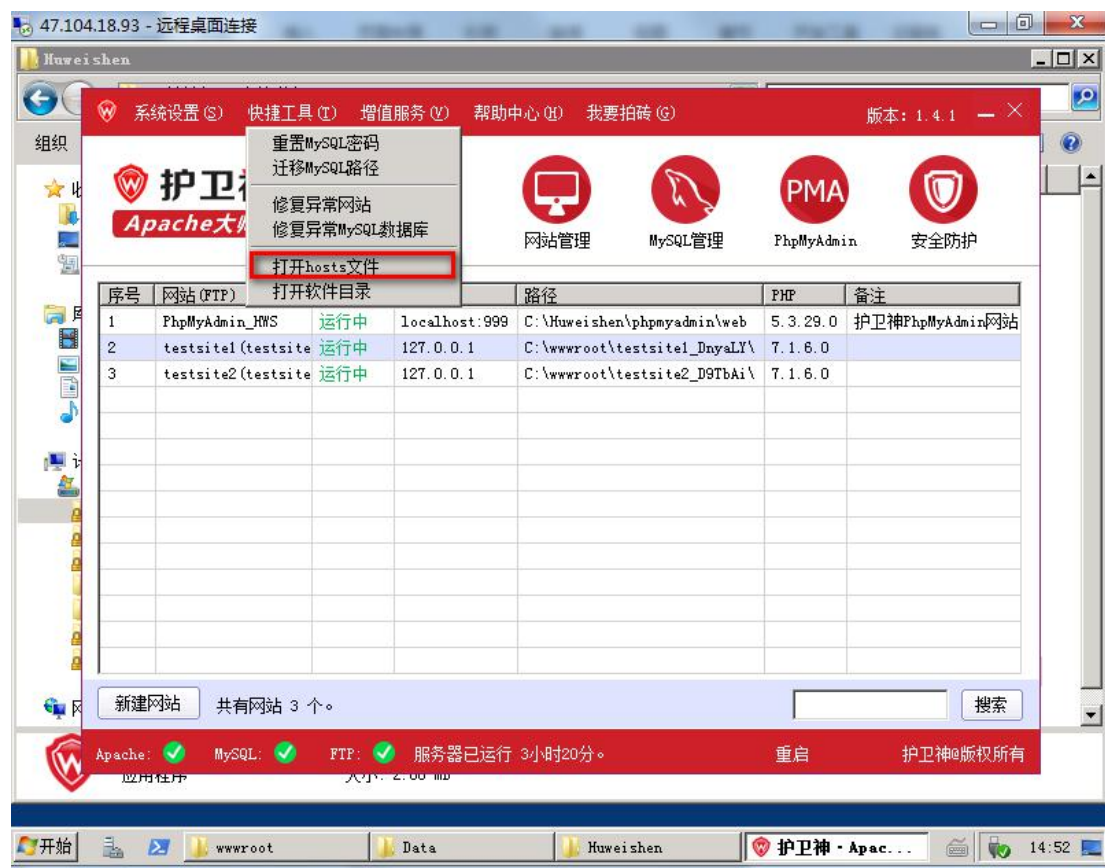 47.104.18.93 - 远程桌面连接
Huweishen
系统设置(S) 快捷工具(T) 增值服务(V) 帮助中心(H) 我要拍砖(G) 版本: 1.4.1
组织
重置MySQL密码
迁移MySQL路径
修复异常网站
修复异常MySQL数据库
打开hosts文件
打开软件目录
护卫
Apache大
网站管理 MySQL管理 PhpMyAdmin 安全防护
PMA
序号 网站(FTP) 路径 PHP 备注
1 PhpMyAdmin_HWS 运行中 localhost:999 C:\Huweishen\phpmyadmin\web 5.3.29.0 护卫神PhpMyAdmin网站
2 testsite1(testsite 运行中 127.0.0.1 C:\wwwroot\testsite1_DnyaLY\ 7.1.6.0
3 testsite2(testsite 运行中 127.0.0.1 C:\wwwroot\testsite2_D9TbAi\ 7.1.6.0
新建网站 共有网站 3 个。 搜索
Apache: MySQL: FTP: 服务器已运行 3小时20分。 重启 护卫神@版权所有
应用程序 大小: 2.00 MB
开始 wwwroot Data Huweishen 护卫神·Apac... 14:52